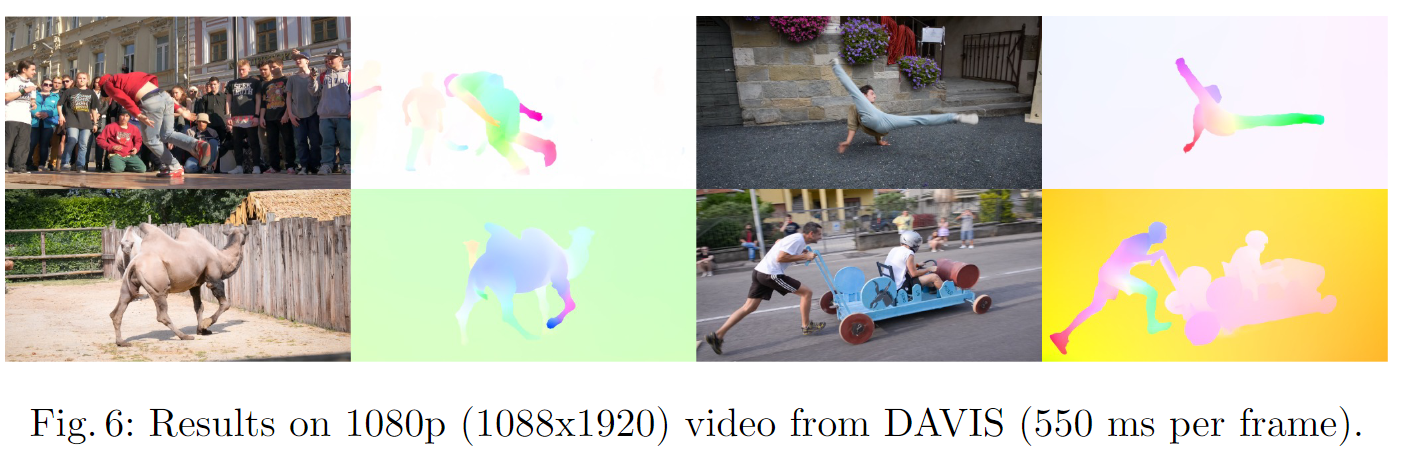 Fig. 6: Results on 1080p (1088x1920) video from DAVIS (550 ms per frame).